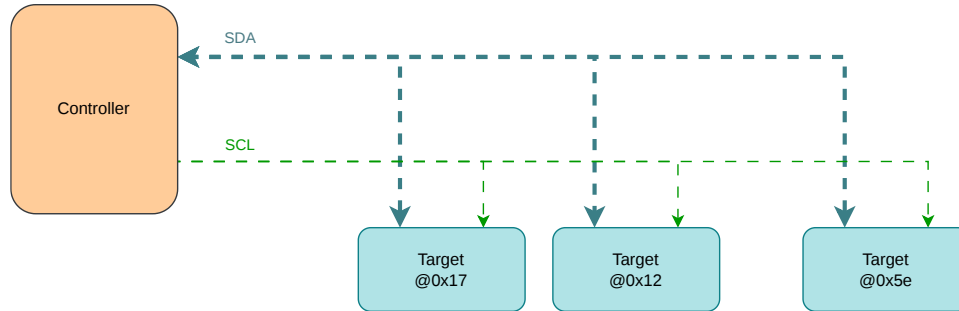 SDA
Controller
SCL
Target
@0x17
Target
@0x12
Target
@0x5e